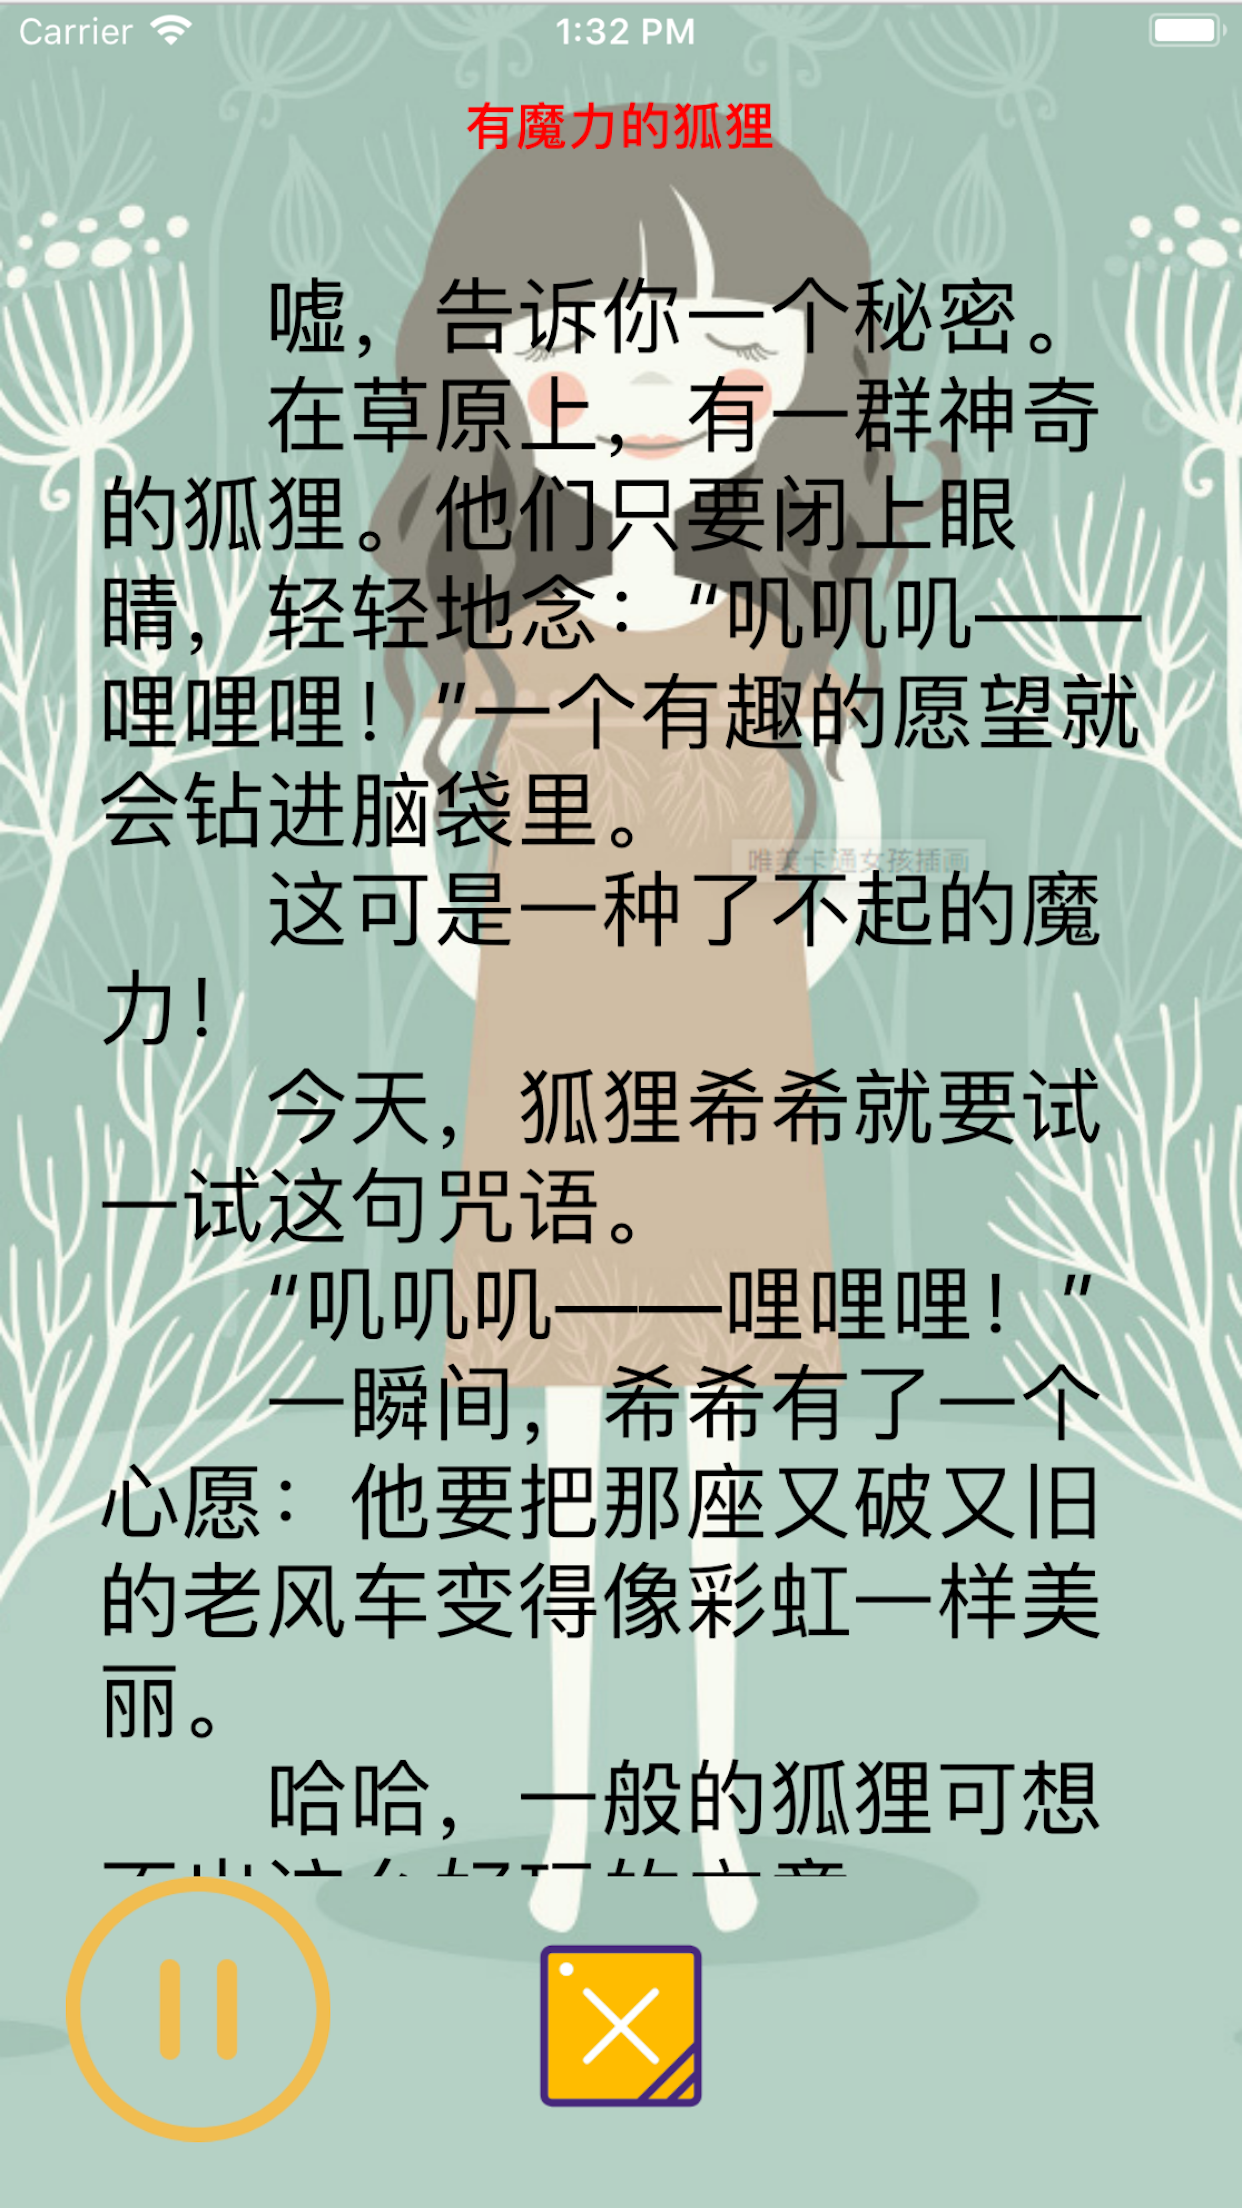 Carrier
1:32 PM
有魔力的狐狸
嘘，告诉你一个秘密。
在草原上，有一群神奇
的狐狸。他们只要闭上眼
睛，轻轻地念：“叽叽叽——
哩哩哩！”一个有趣的愿望就
会钻进脑袋里。
唯美卡通女孩插画
这可是一种了不起的魔
力！
今天，狐狸希希就要试
一试这句咒语。
“叽叽叽——哩哩哩！”
一瞬间，希希有了一个
心愿：他要把那座又破又旧
的老风车变得像彩虹一样美
丽。
哈哈，一般的狐狸可想